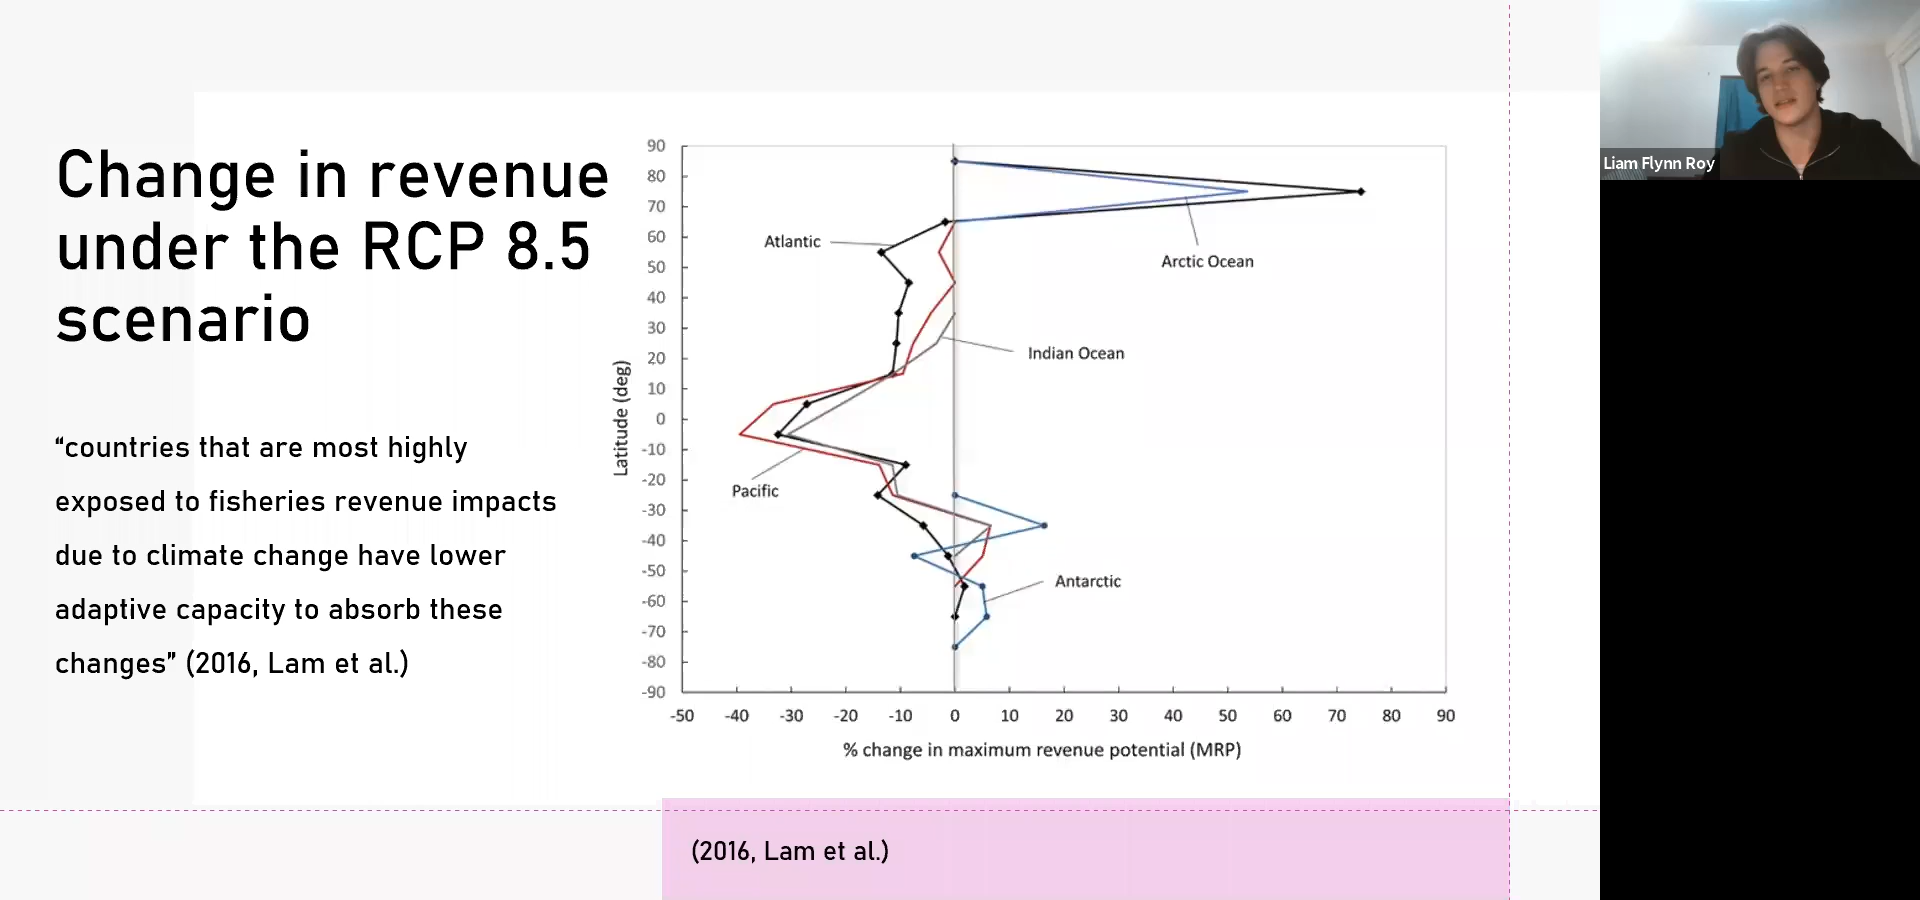 Change in revenue
under the RCP 8.5
scenario
“countries that are most highly
exposed to fisheries revenue impacts
due to climate change have lower
adaptive capacity to absorb these
changes” (2016, Lam et al.)
Latitude (deg)
90
80
70
60
50
40
30
20
10
0
-10
-20
-30
-40
-50
-60
-70
-80
-90
Atlantic
Arctic Ocean
Indian Ocean
Pacific
Antarctic
-50 -40 -30 -20 -10 0 10 20 30 40 50 60 70 80 90
% change in maximum revenue potential (MRP)
(2016, Lam et al.)
Liam Flynn Roy